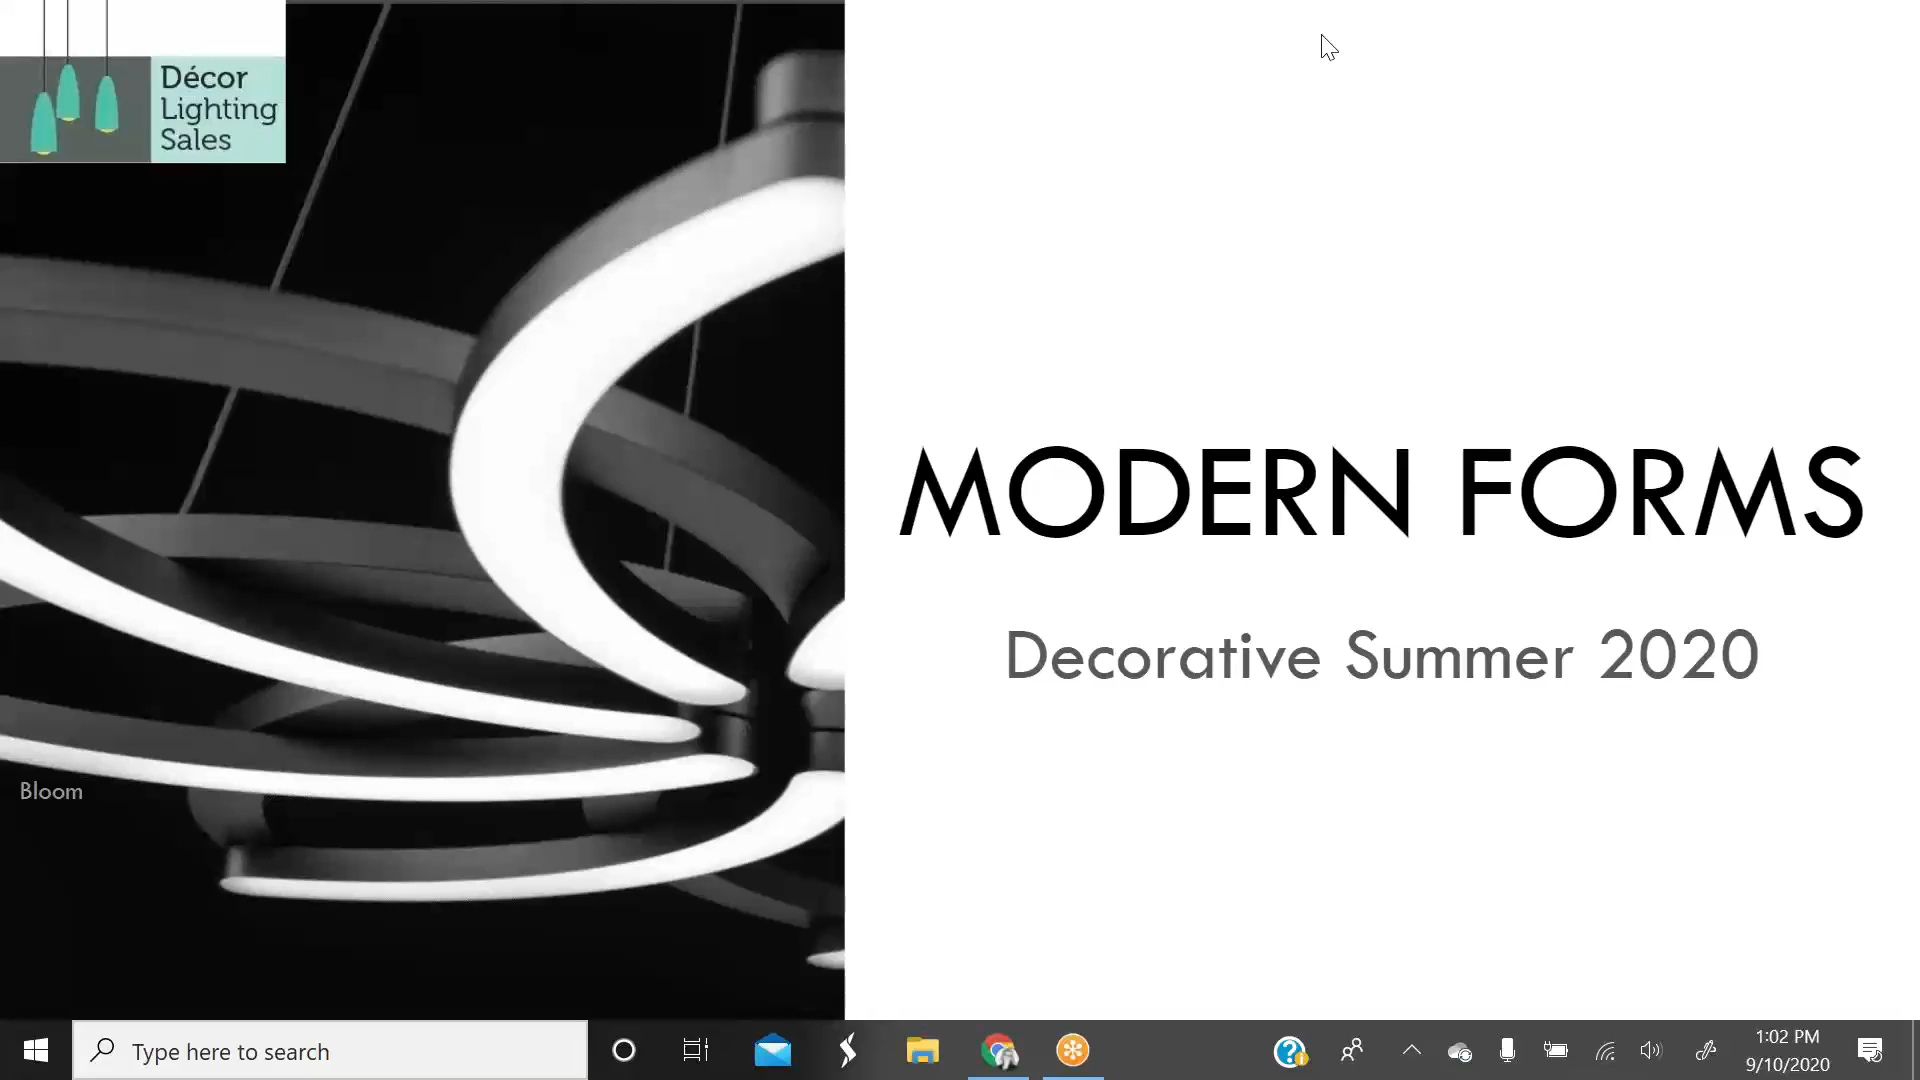 Décor
Lighting
Sales
MODERN FORMS
Decorative Summer 2020
Bloom
Type here to search
1:02 PM
9/10/2020